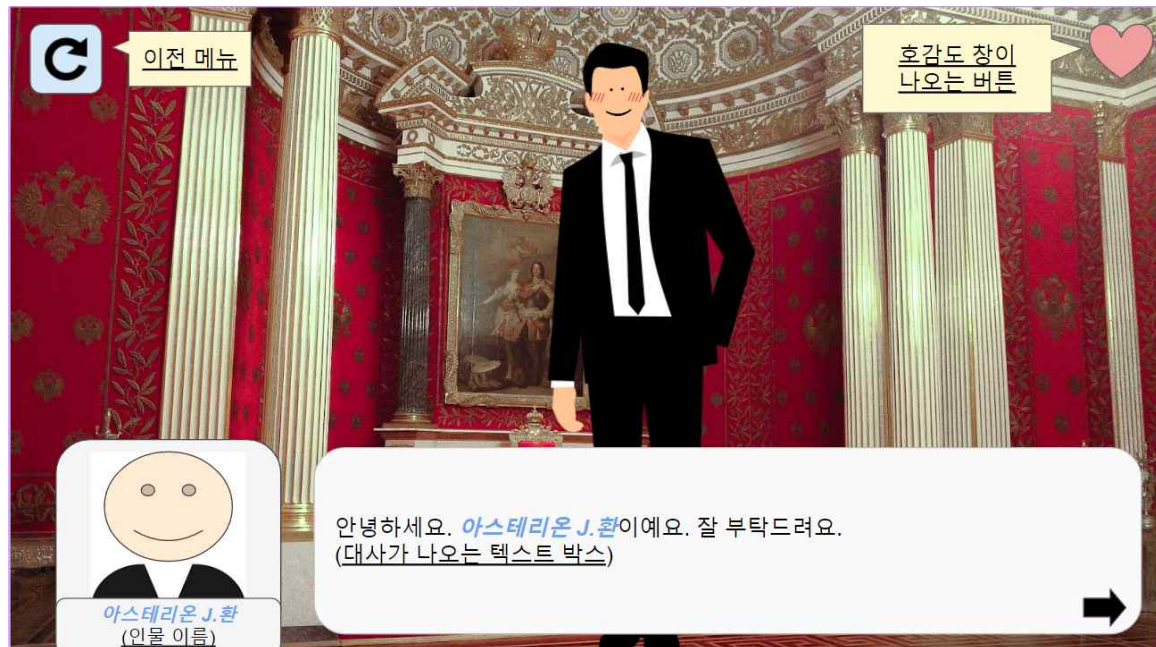 이전 메뉴
호감도 창이
나오는 버튼
안녕하세요. 아스테리온 J.환이예요. 잘 부탁드려요.
(대사가 나오는 텍스트 박스)
아스테리온 J.환
(인물 이름)